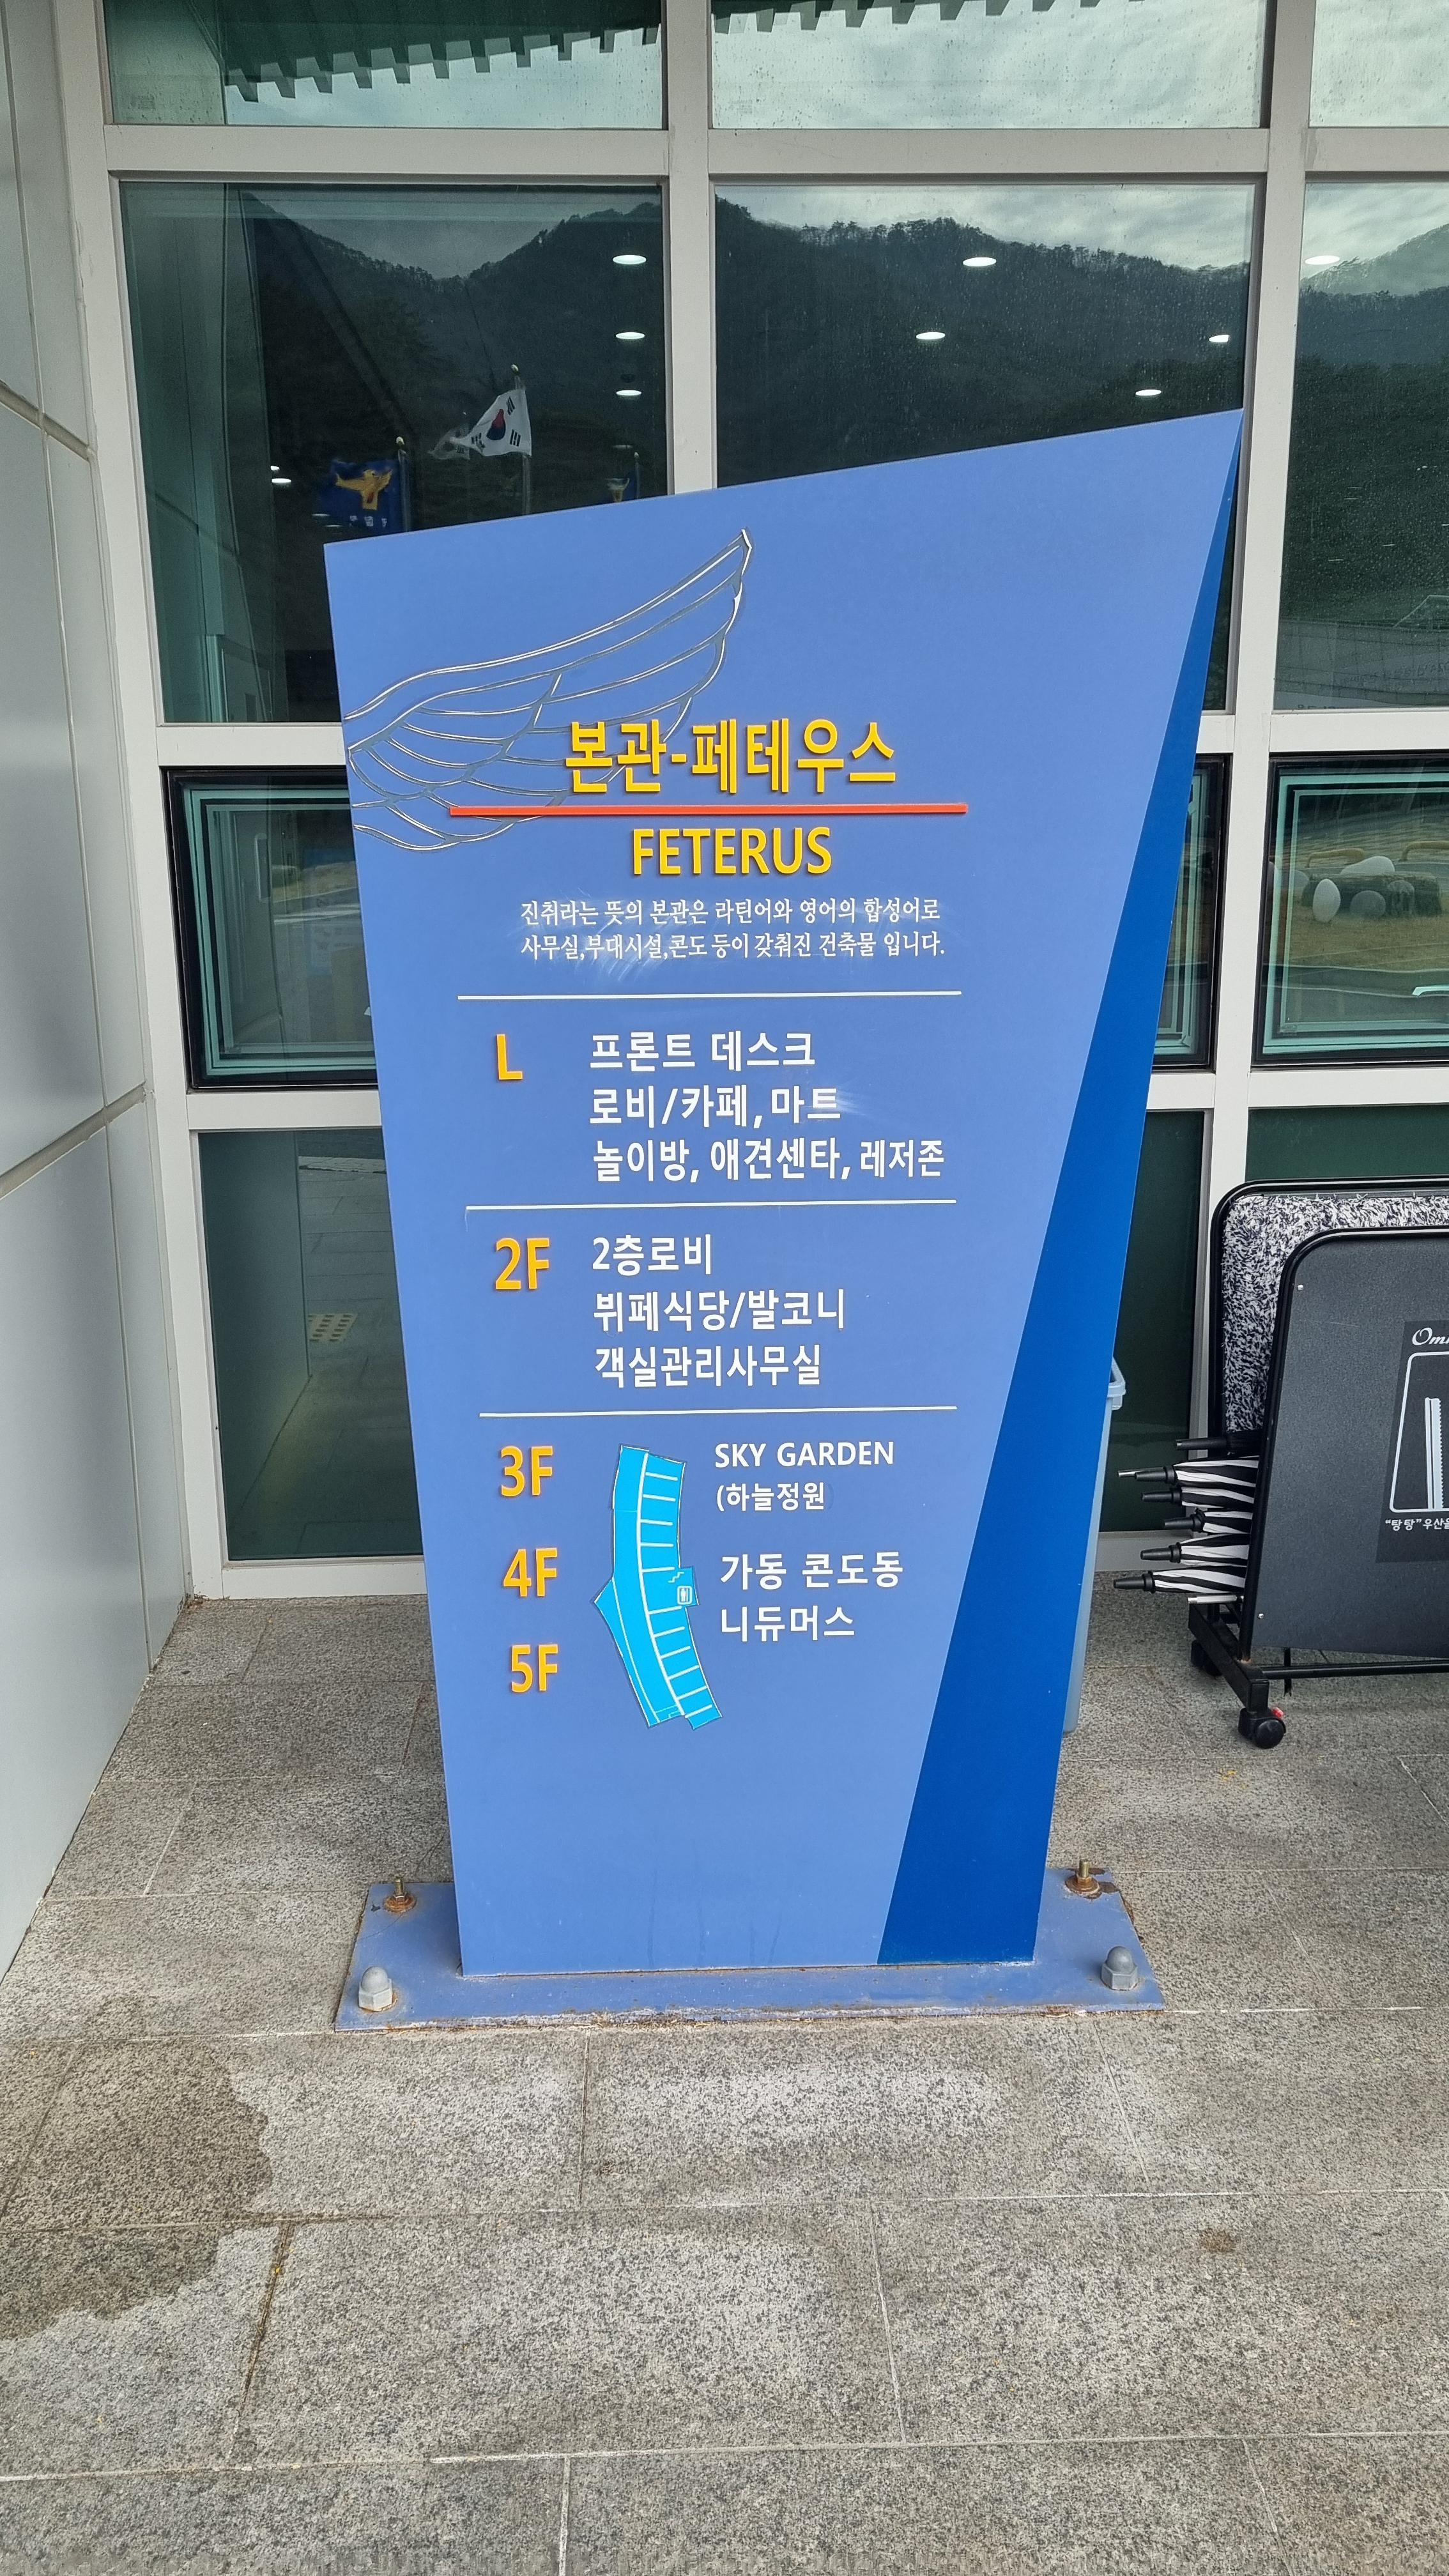 본관-페테우스
FETERUS
진취라는 뜻의 본관은 라틴어와 영어의 합성어로
사무실,부대시설,콘도 등이 갖춰진 건축물 입니다.
L
프론트 데스크
로비/카페,마트
놀이방, 애견센타, 레저존
2F
2층로비
뷔페식당/발코니
객실관리사무실
3F
SKY GARDEN
(하늘정원
4F
가동 콘도동
니듀머스
5F
"탕탕"